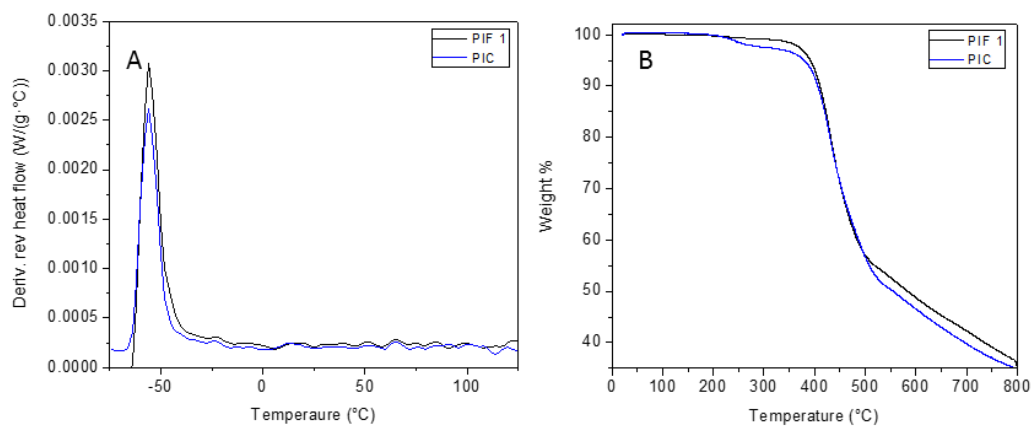 A
PIF 1
PIC
0.0035
0.0030
0.0025
0.0020
0.0015
0.0010
0.0005
0.0000
Deriv. rev heat flow (W/(g·°C))
-50
0
50
100
Temperaure (°C)
B
PIF 1
PIC
100
90
80
70
60
50
40
Weight %
0
100
200
300
400
500
600
700
800
Temperature (°C)